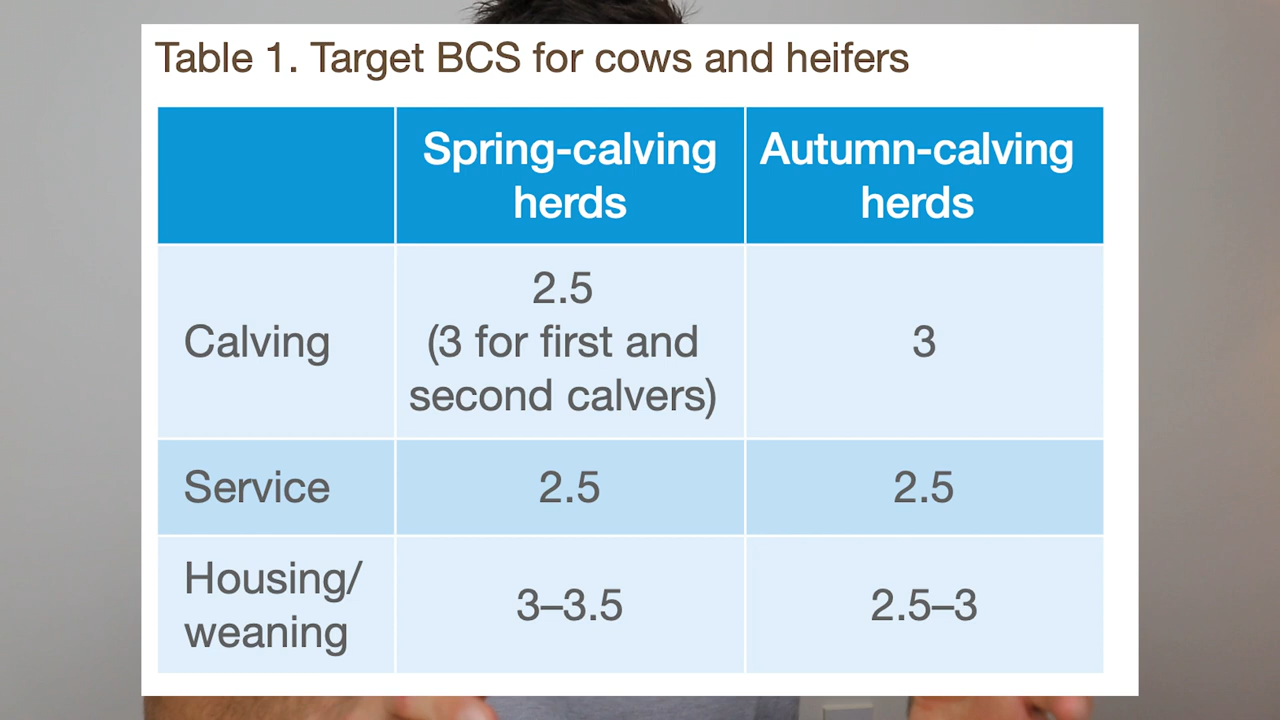 Table 1. Target BCS for cows and heifers
Spring-calving
herds
Autumn-calving
herds
Calving
2.5
(3 for first and
second calvers)
3
Service
2.5
2.5
Housing/
weaning
3–3.5
2.5–3